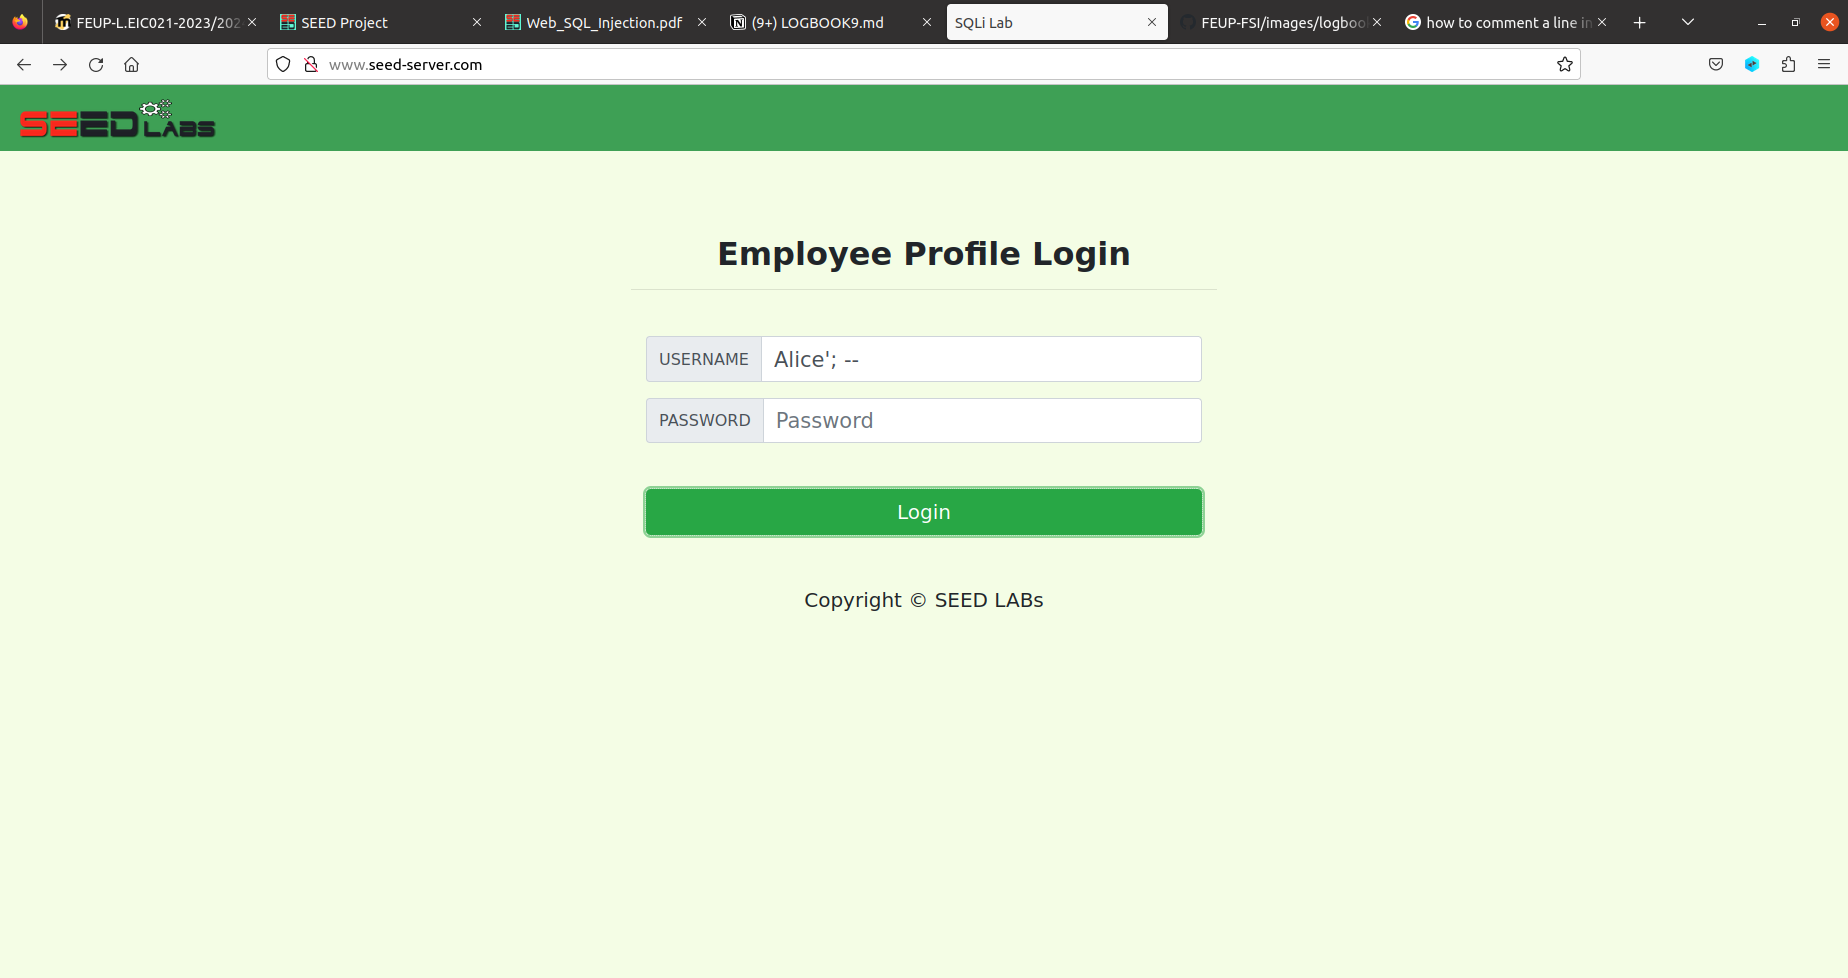 FEUP-L.EIC021-2023/202
SEED Project
Web_SQL_Injection.pdf
(9+) LOGBOOK9.md
SQLi Lab
FEUP-FSI/images/logboo
how to comment a line in
www.seed-server.com
SEED LABS
Employee Profile Login
USERNAME Alice'; --
PASSWORD Password
Login
Copyright © SEED LABs